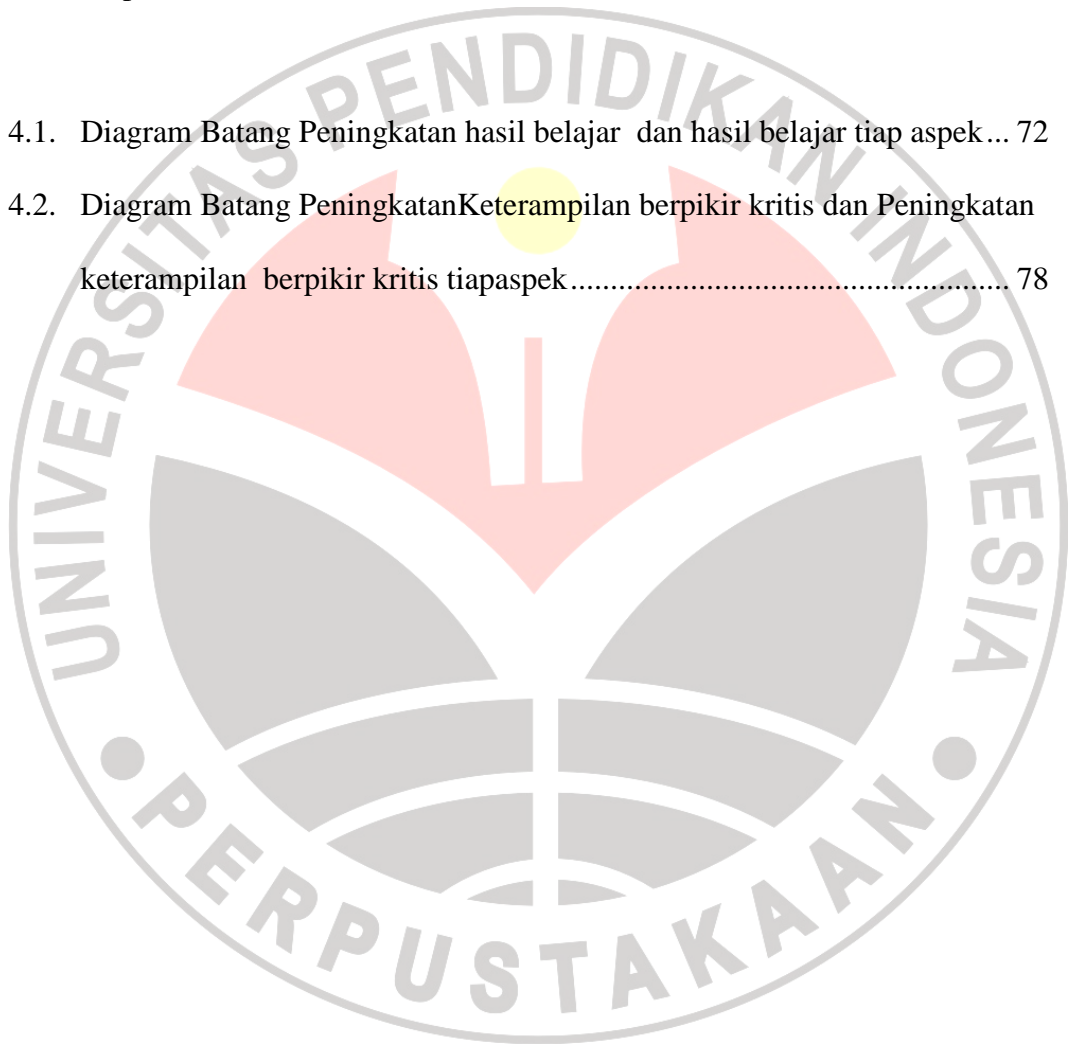 4.1. Diagram Batang Peningkatan hasil belajar  dan hasil belajar tiap aspek ... 72
4.2. Diagram Batang PeningkatanKeterampilan berpikir kritis dan Peningkatan
keterampilan  berpikir kritis tiapaspek....................................................... 78
UNIVERSITAS PENDIDIKAN INDONESIA
PERPUSTAKAAN